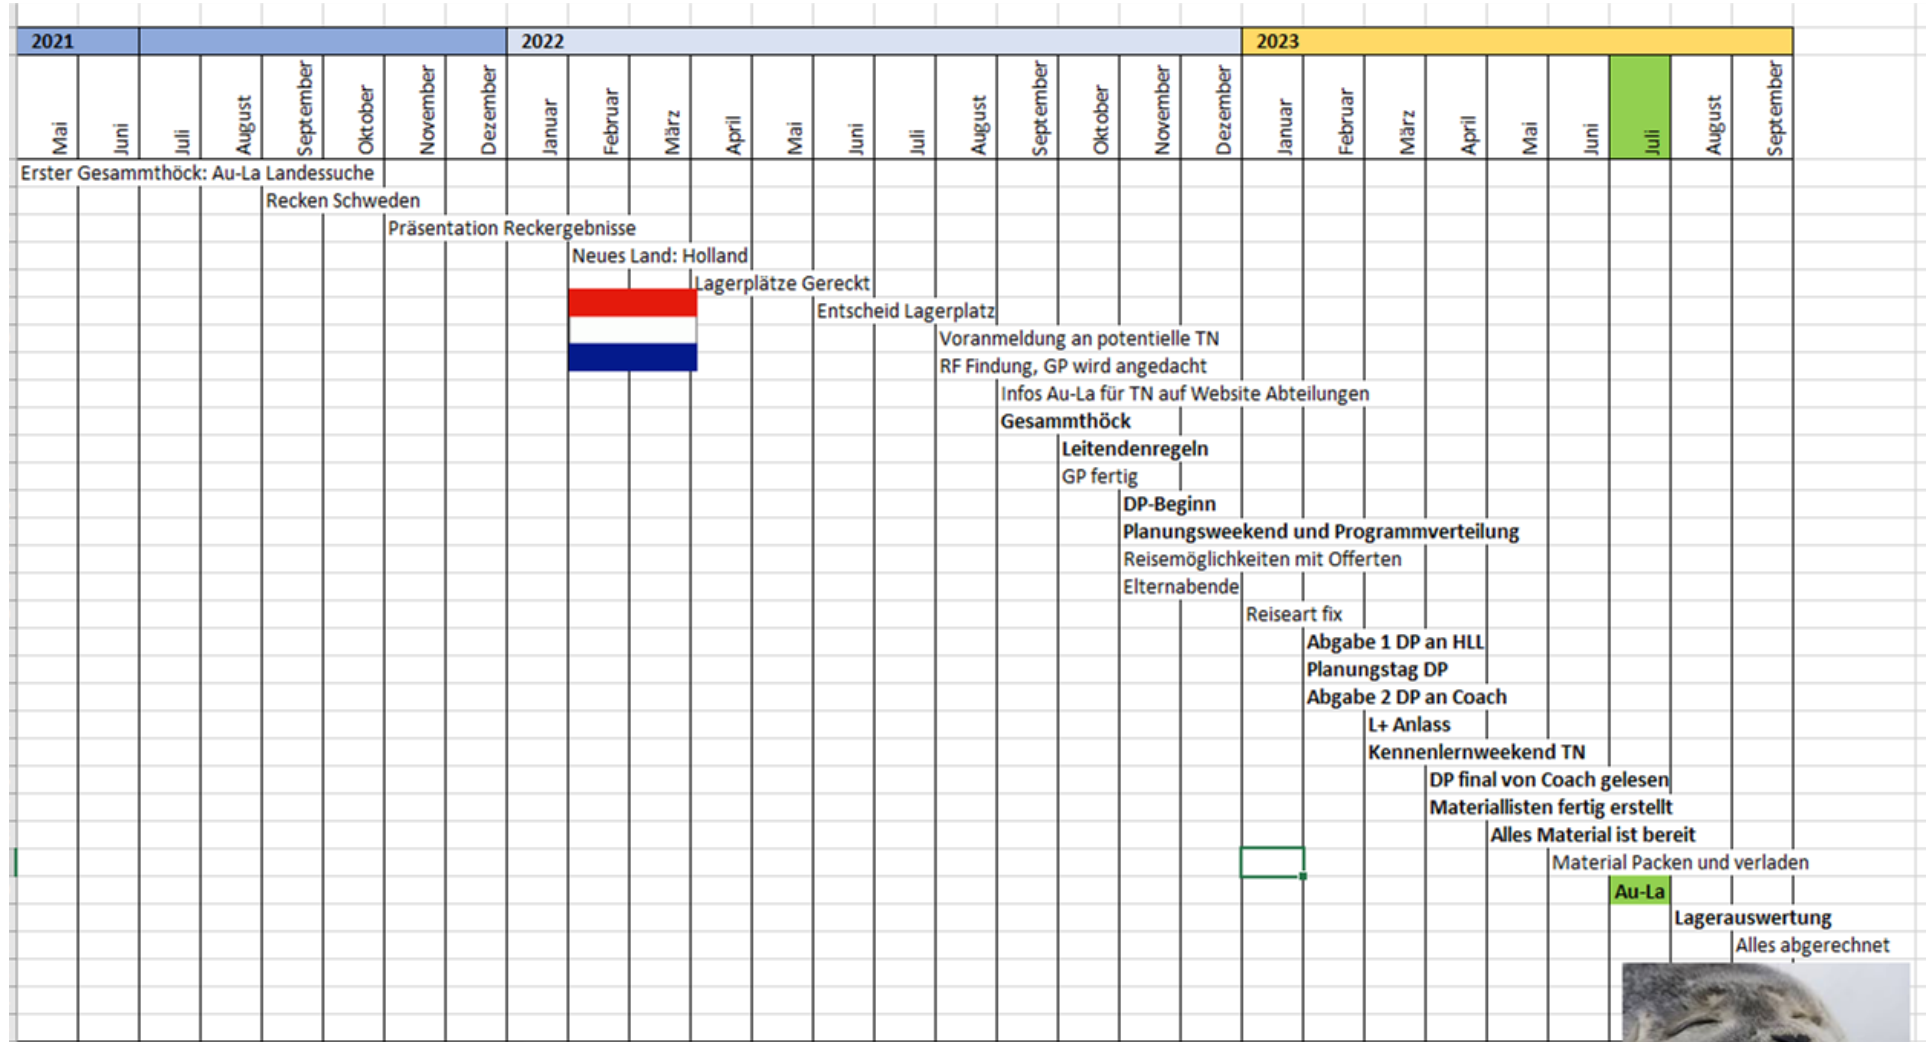 2021 2022 2023
Mai Juni Juli August September Oktober November Dezember Januar Februar März April Mai Juni Juli August September Oktober November Dezember Januar Februar März April Mai Juni Juli August September
Erster Gesammthöck: Au-La Landessuche
Recken Schweden
Präsentation Reckergebnisse
Neues Land: Holland
Lagerplätze Gereckt
Entscheid Lagerplatz
Voranmeldung an potentielle TN
RF Findung, GP wird angedacht
Infos Au-La für TN auf Website Abteilungen
Gesammthöck
Leitendenregeln
GP fertig
DP-Beginn
Planungsweekend und Programmverteilung
Reisemöglichkeiten mit Offerten
Elternabende
Reiseart fix
Abgabe 1 DP an HLL
Planungstag DP
Abgabe 2 DP an Coach
L+ Anlass
Kennenlernweekend TN
DP final von Coach gelesen
Materiallisten fertig erstellt
Alles Material ist bereit
Material Packen und verladen
Au-La
Lagerauswertung
Alles abgerechnet